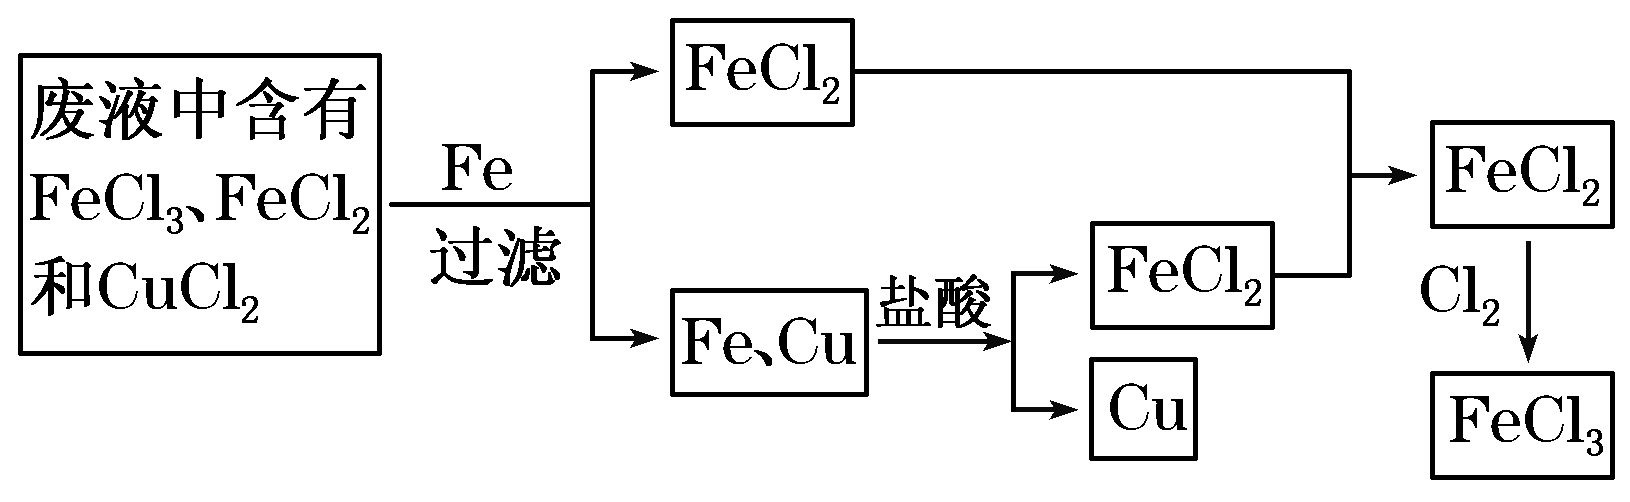 废液中含有
FeCl₃、FeCl₂
和CuCl₂
Fe
过滤
FeCl₂
Fe、Cu
盐酸
FeCl₂
Cu
FeCl₂
Cl₂
FeCl₃